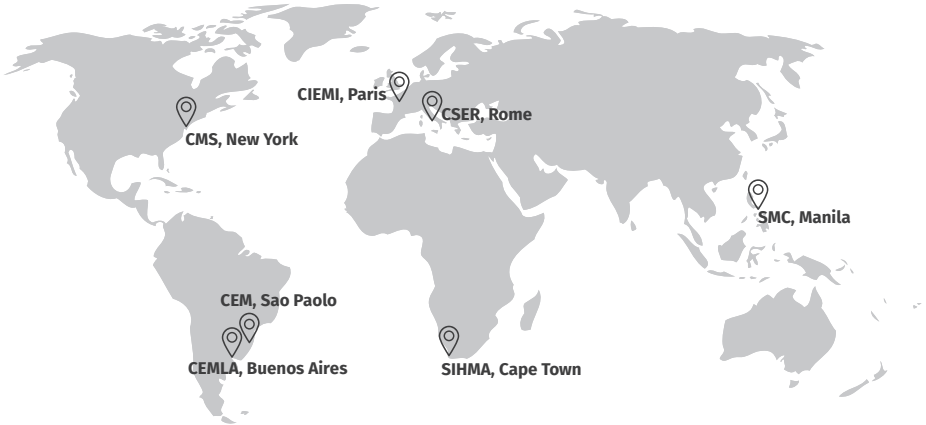 CIEMI, Paris
CSER, Rome
CMS, New York
SMC, Manila
CEM, Sao Paolo
CEMLA, Buenos Aires
SIHMA, Cape Town